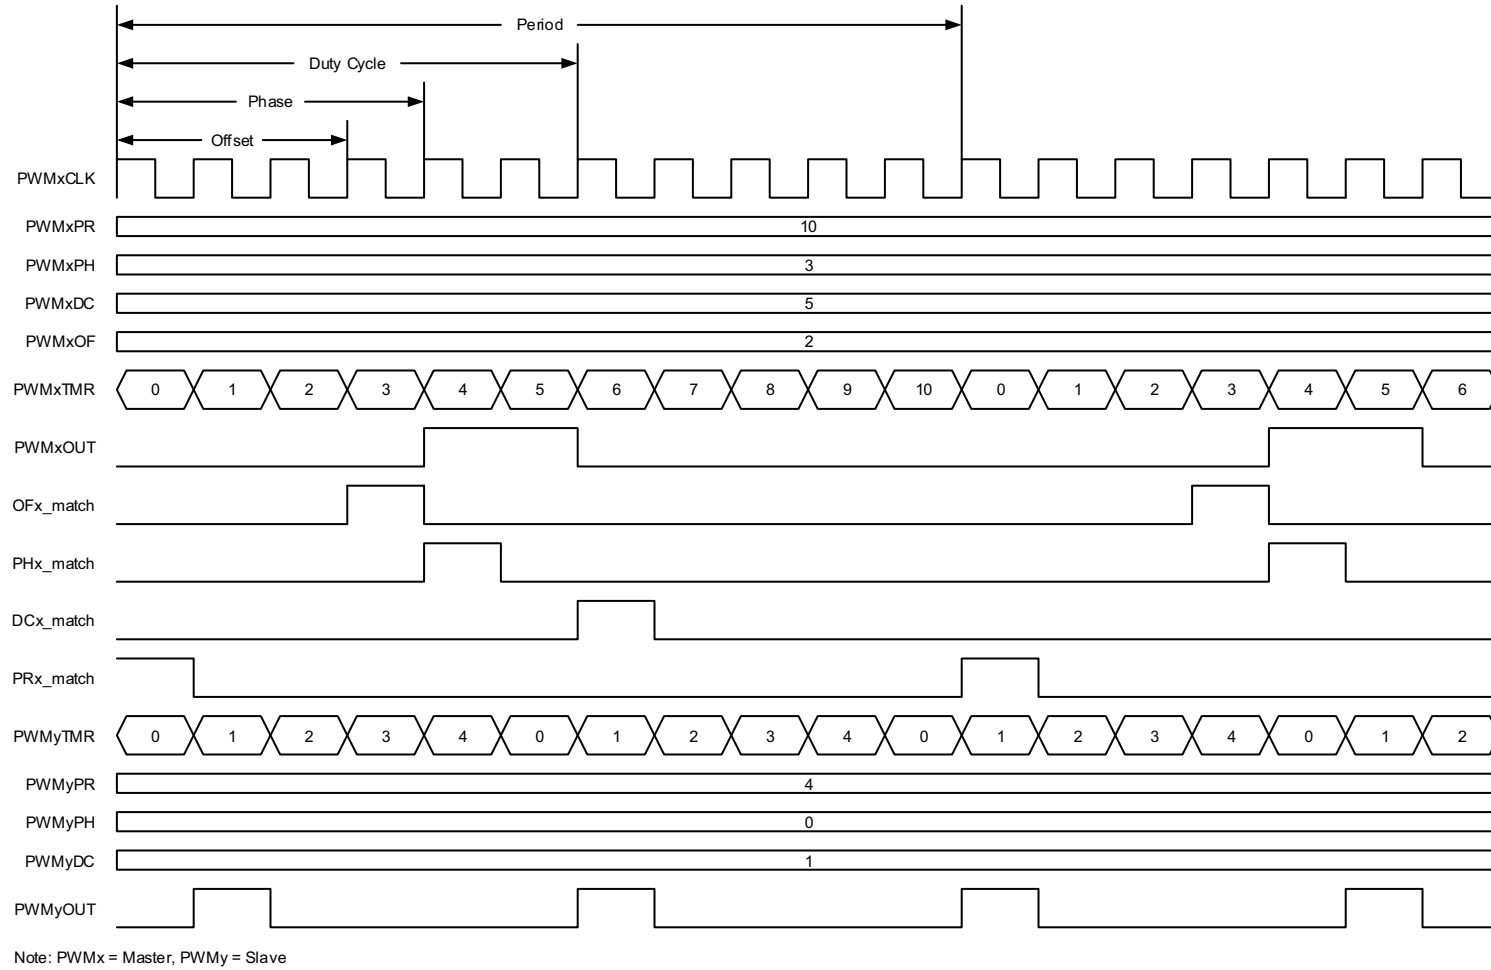 Period
Duty Cycle
Phase
Offset
PWMxCLK
PWMxPR 10
PWMxPH 3
PWMxDC 5
PWMxOF 2
PWMxTMR 0 1 2 3 4 5 6 7 8 9 10 0 1 2 3 4 5 6
PWMxOUT
OFx_match
PHx_match
DCx_match
PRx_match
PWMyTMR 0 1 2 3 4 0 1 2 3 4 0 1 2 3 4 0 1 2
PWMyPR 4
PWMyPH 0
PWMyDC 1
PWMyOUT
Note: PWMx = Master, PWMy = Slave